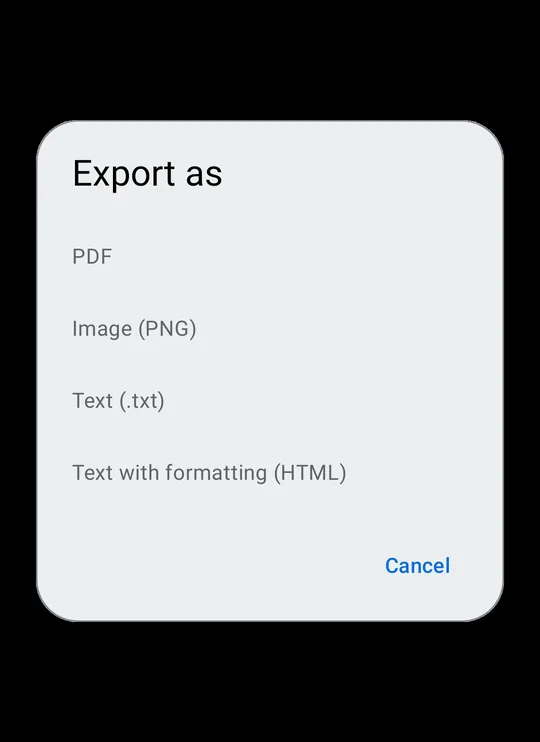 Export as
PDF
Image (PNG)
Text (.txt)
Text with formatting (HTML)
Cancel